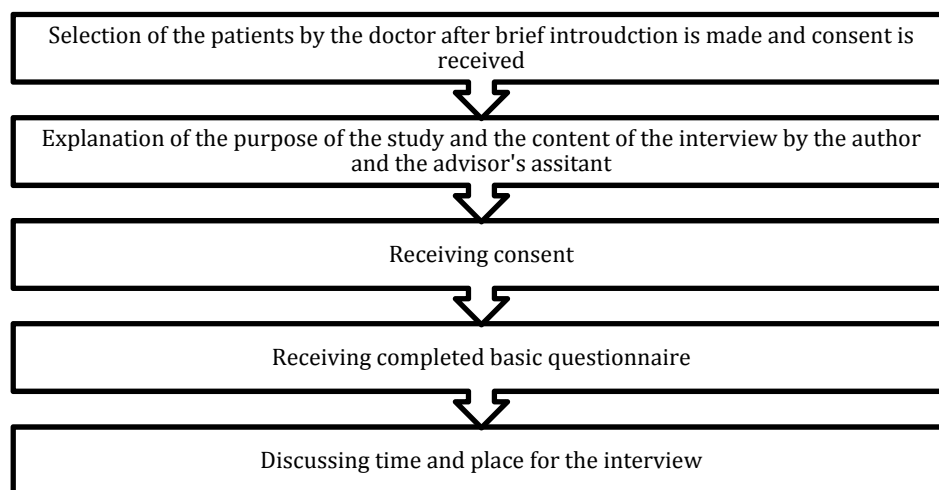 Selection of the patients by the doctor after brief introudction is made and consent is
received
Explanation of the purpose of the study and the content of the interview by the author
and the advisor's assitant
Receiving consent
Receiving completed basic questionnaire
Discussing time and place for the interview